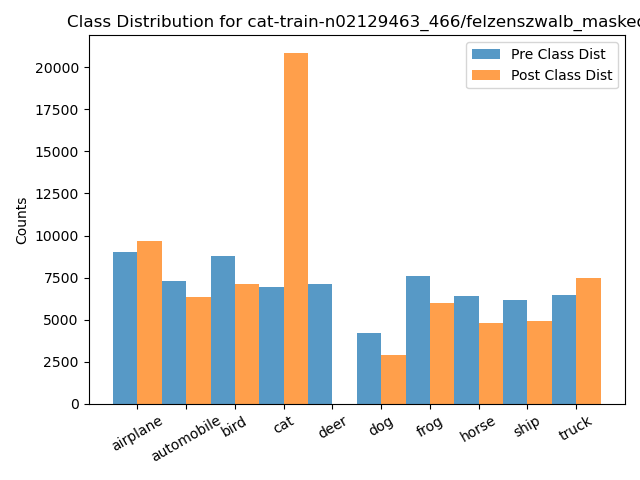 Class Distribution for cat-train-n02129463_466/felzenszwalb_masked
Pre Class Dist
Post Class Dist
Counts
20000
17500
15000
12500
10000
7500
5000
2500
0
airplane
automobile
bird
cat
deer
dog
frog
horse
ship
truck